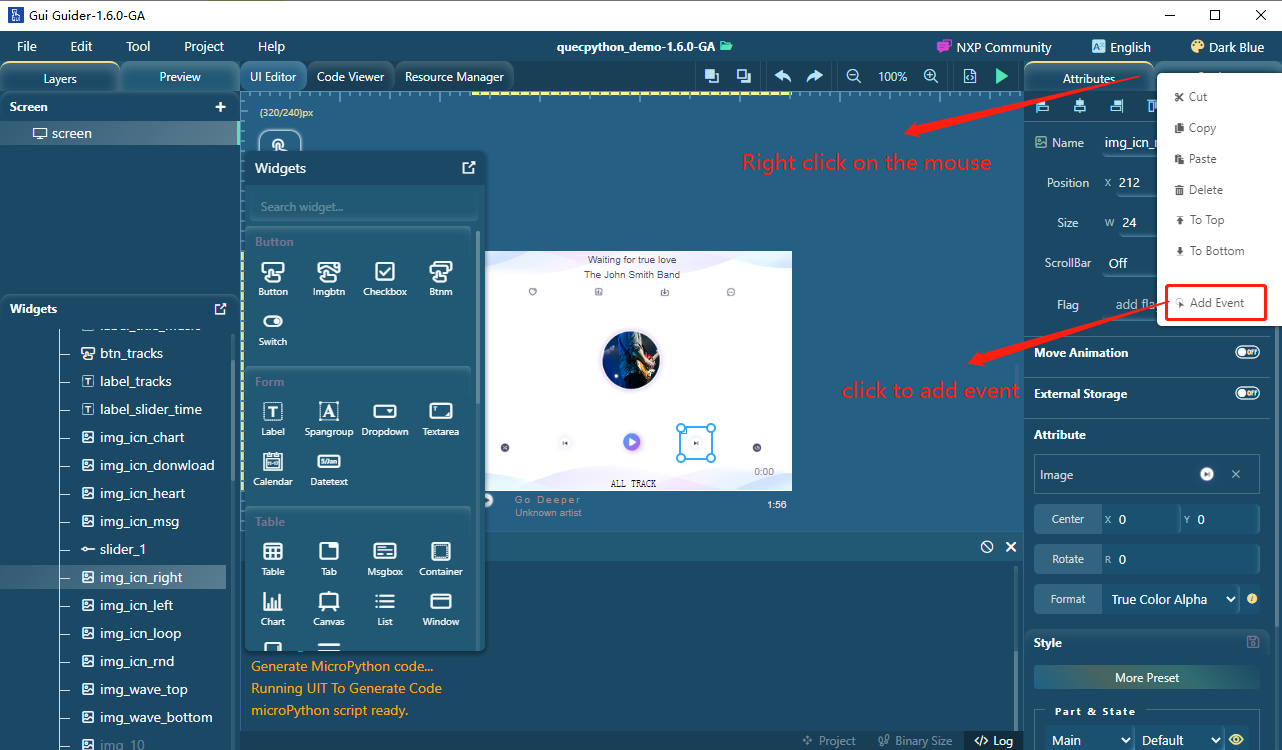 Gui Guider-1.6.0-GA
File Edit Tool Project Help
quecpython_demo-1.6.0-GA
NXP Community
English
Dark Blue
Layers
Preview
UI Editor
Code Viewer
Resource Manager
100%
Attributes
Screen
+
screen
(320/240)px
Widgets
label_title_music
btn_tracks
label_tracks
label_slider_time
img_icn_chart
img_icn_donwload
img_icn_heart
img_icn_msg
slider_1
img_icn_right
img_icn_left
img_icn_loop
img_icn_rnd
img_wave_top
img_wave_bottom
img_10
Widgets
Search widget...
Button
Button Imgbtn Checkbox Btnm
Switch
Form
Label Spangroup Dropdown Textarea
Calendar Datetext
Table
Table Tab Msgbox Container
Chart Canvas List Window
Waiting for true love
The John Smith Band
0:00
ALL TRACK
Go Deeper
Unknown artist
1:56
Right click on the mouse
click to add event
Generate MicroPython code...
Running UIT To Generate Code
microPython script ready.
Project
Binary Size
Log
Name
img_icn_r
Position X 212
Size W 24
ScrollBar Off
Flag add fla
Cut
Copy
Paste
Delete
To Top
To Bottom
Add Event
Move Animation OFF
External Storage OFF
Attribute
Image
Center X 0 Y 0
Rotate R 0
Format True Color Alpha
Style
More Preset
Part & State
Main Default